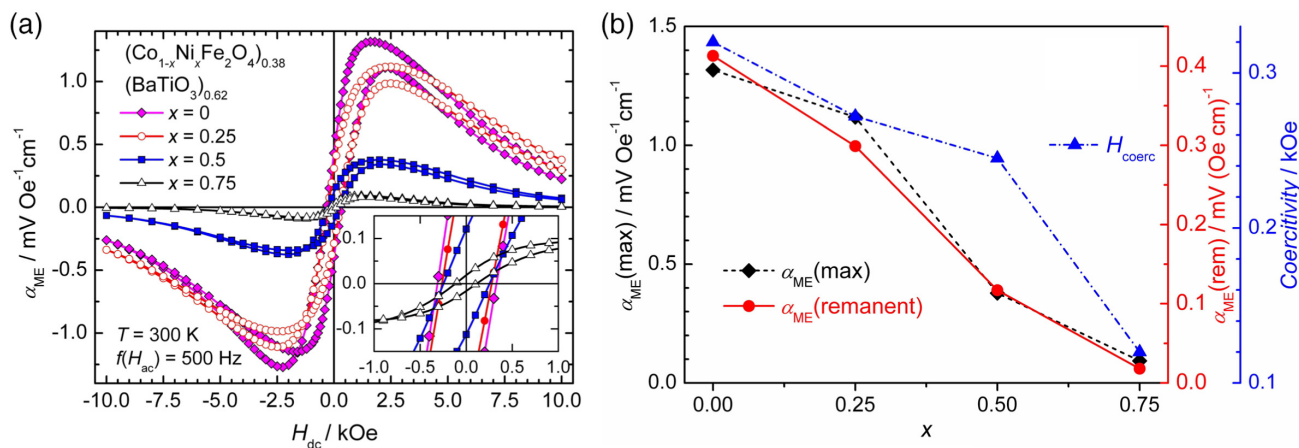 (a)
(Co1-xNixFe2O4)0.38
(BaTiO3)0.62
x = 0
x = 0.25
x = 0.5
x = 0.75
αME / mV Oe-1 cm-1
1.0
0.5
0.0
-0.5
-1.0
T = 300 K
f(Hac) = 500 Hz
0.1
0.0
-0.1
-1.0 -0.5 0.0 0.5 1.0
-10.0 -7.5 -5.0 -2.5 0.0 2.5 5.0 7.5 10.0
Hdc / kOe
(b)
αME(max) / mV Oe-1cm-1
1.5
1.0
0.5
0.0
Hcoerc
αME(max)
αME(remanent)
0.00 0.25 0.50 0.75
x
0.4
0.3
0.2
0.1
0.0
αME(rem) / mV (Oe cm)-1
0.3
0.2
0.1
Coercitivity / kOe